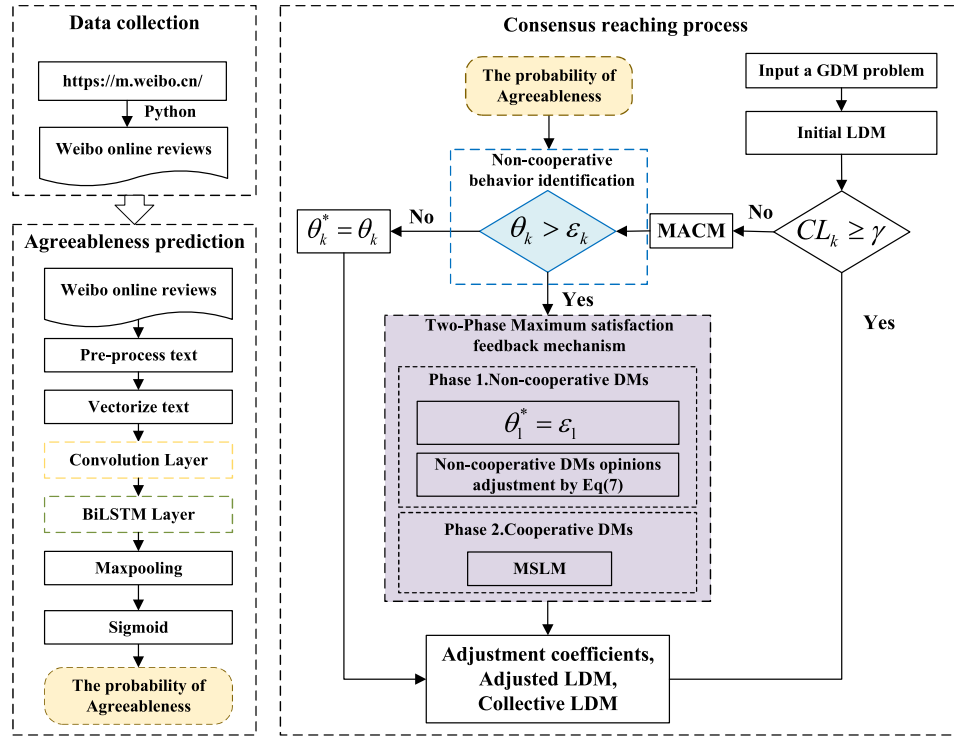 Data collection
https://m.weibo.cn/
Python
Weibo online reviews
Agreeableness prediction
Weibo online reviews
Pre-process text
Vectorize text
Convolution Layer
BiLSTM Layer
Maxpooling
Sigmoid
The probability of
Agreeableness
Consensus reaching process
The probability of
Agreeableness
Input a GDM problem
Initial LDM
Non-cooperative
behavior identification
θ*k = θk
No
θk > εk
MACM
No
CLk ≥ γ
Yes
Yes
Two-Phase Maximum satisfaction
feedback mechanism
Phase 1.Non-cooperative DMs
θ*1 = ε1
Non-cooperative DMs opinions
adjustment by Eq(7)
Phase 2.Cooperative DMs
MSLM
Adjustment coefficients,
Adjusted LDM,
Collective LDM